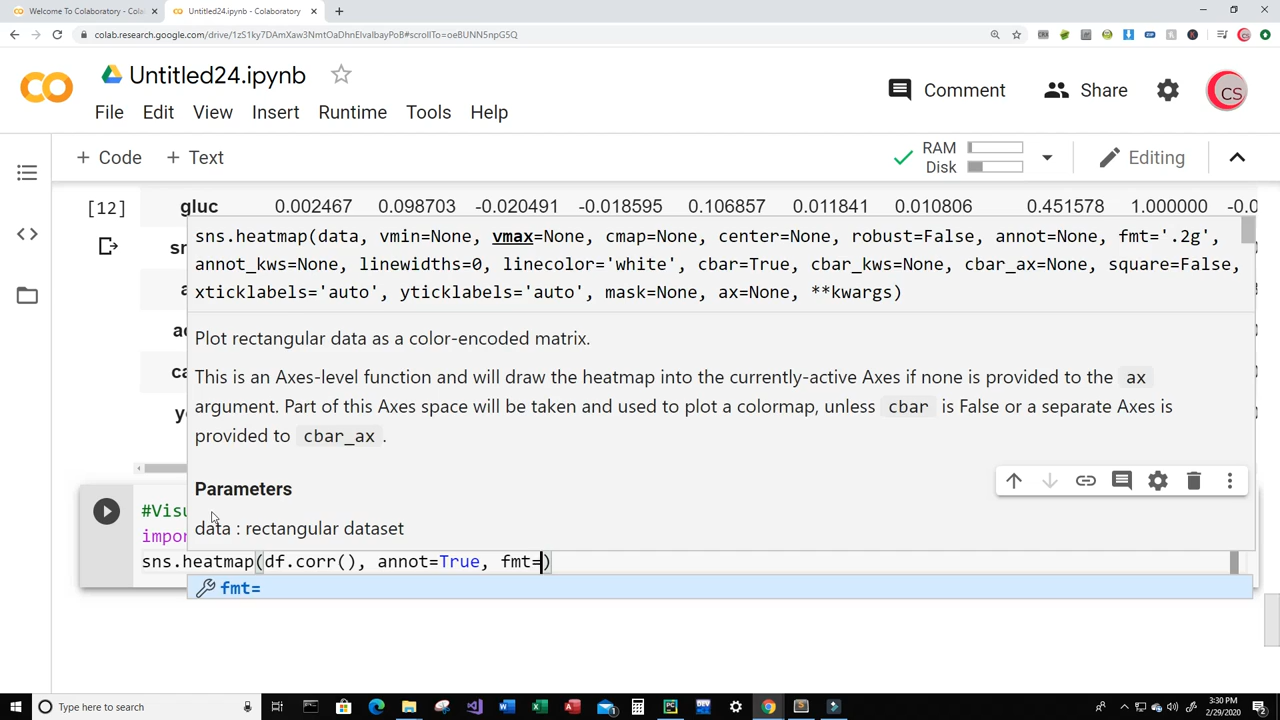 Welcome To Colaboratory - Colab
Untitled24.ipynb - Colaboratory
colab.research.google.com/drive/1zS1ky7DAmXaw3NmtOaDhnElvalbayPoB#scrollTo=oeBUNN5npG5Q
Untitled24.ipynb
Comment
Share
CS
File Edit View Insert Runtime Tools Help
+ Code + Text
RAM
Disk
Editing
[12] gluc 0.002467 0.098703 -0.020491 -0.018595 0.106857 0.011841 0.010806 0.451578 1.000000 -0.0
sns.heatmap(data, vmin=None, vmax=None, cmap=None, center=None, robust=False, annot=None, fmt='.2g',
annot_kws=None, linewidths=0, linecolor='white', cbar=True, cbar_kws=None, cbar_ax=None, square=False,
xticklabels='auto', yticklabels='auto', mask=None, ax=None, **kwargs)
Plot rectangular data as a color-encoded matrix.
This is an Axes-level function and will draw the heatmap into the currently-active Axes if none is provided to the ax
argument. Part of this Axes space will be taken and used to plot a colormap, unless cbar is False or a separate Axes is
provided to cbar_ax.
Parameters
data : rectangular dataset
#Visu
impor
sns.heatmap(df.corr(), annot=True, fmt=)
fmt=
Type here to search
3:30 PM
2/29/2020